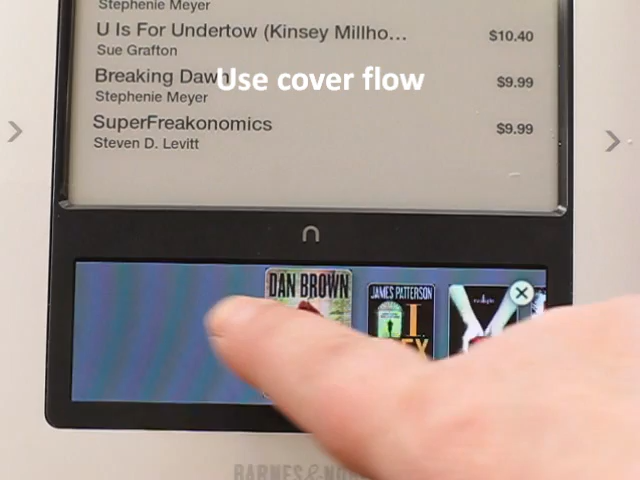 Stephenie Meyer
U Is For Undertow (Kinsey Millho...
$10.40
Sue Grafton
Breaking Dawn
$9.99
Use cover flow
Stephenie Meyer
SuperFreakonomics
$9.99
Steven D. Levitt
n
DAN BROWN
JAMES PATTERSON
I
twilight
BARNES &